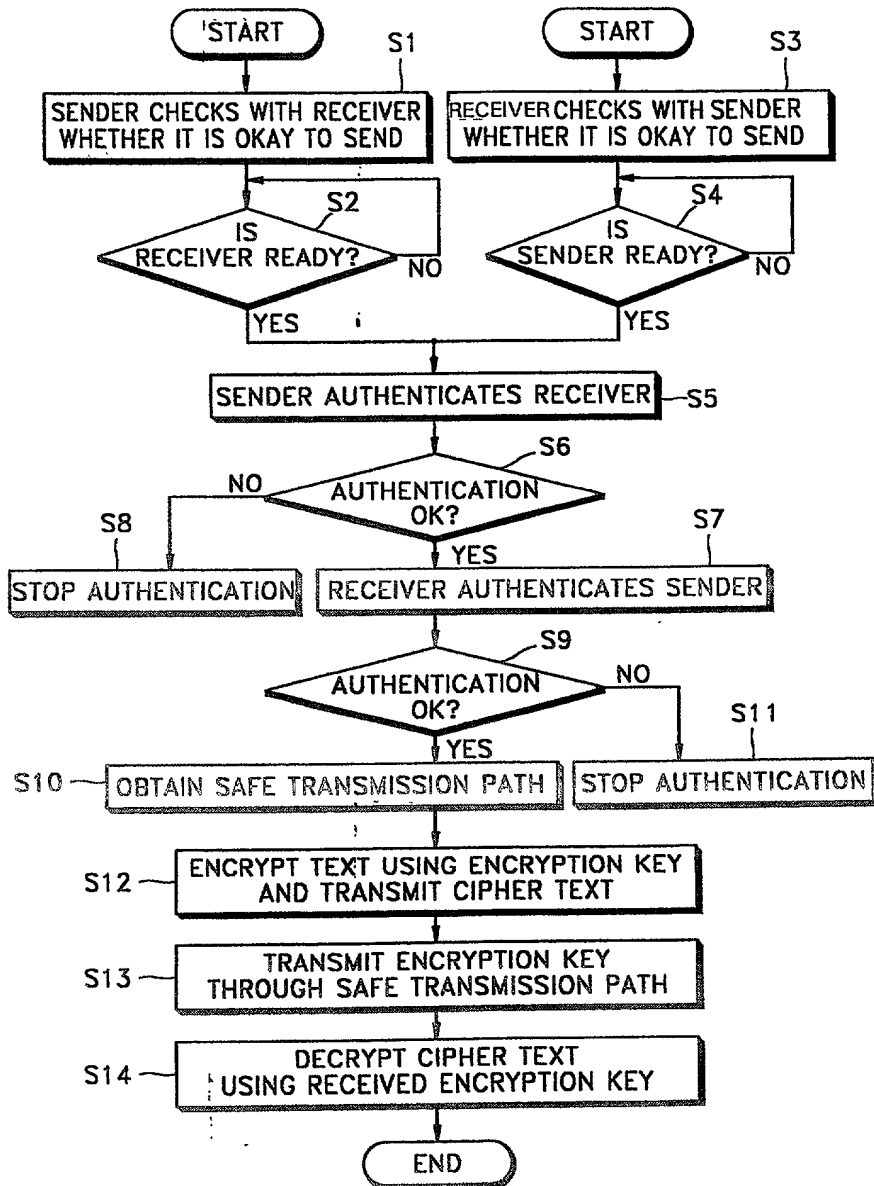 START
START
S1
S3
SENDER CHECKS WITH RECEIVER
WHETHER IT IS OKAY TO SEND
RECEIVER CHECKS WITH SENDER
WHETHER IT IS OKAY TO SEND
S2
S4
IS
RECEIVER READY?
NO
IS
SENDER READY?
NO
YES
YES
SENDER AUTHENTICATES RECEIVER
S5
S6
AUTHENTICATION
OK?
NO
YES
S8
STOP AUTHENTICATION
S7
RECEIVER AUTHENTICATES SENDER
S9
AUTHENTICATION
OK?
NO
YES
S11
S10
OBTAIN SAFE TRANSMISSION PATH
STOP AUTHENTICATION
S12
ENCRYPT TEXT USING ENCRYPTION KEY
AND TRANSMIT CIPHER TEXT
S13
TRANSMIT ENCRYPTION KEY
THROUGH SAFE TRANSMISSION PATH
S14
DECRYPT CIPHER TEXT
USING RECEIVED ENCRYPTION KEY
END